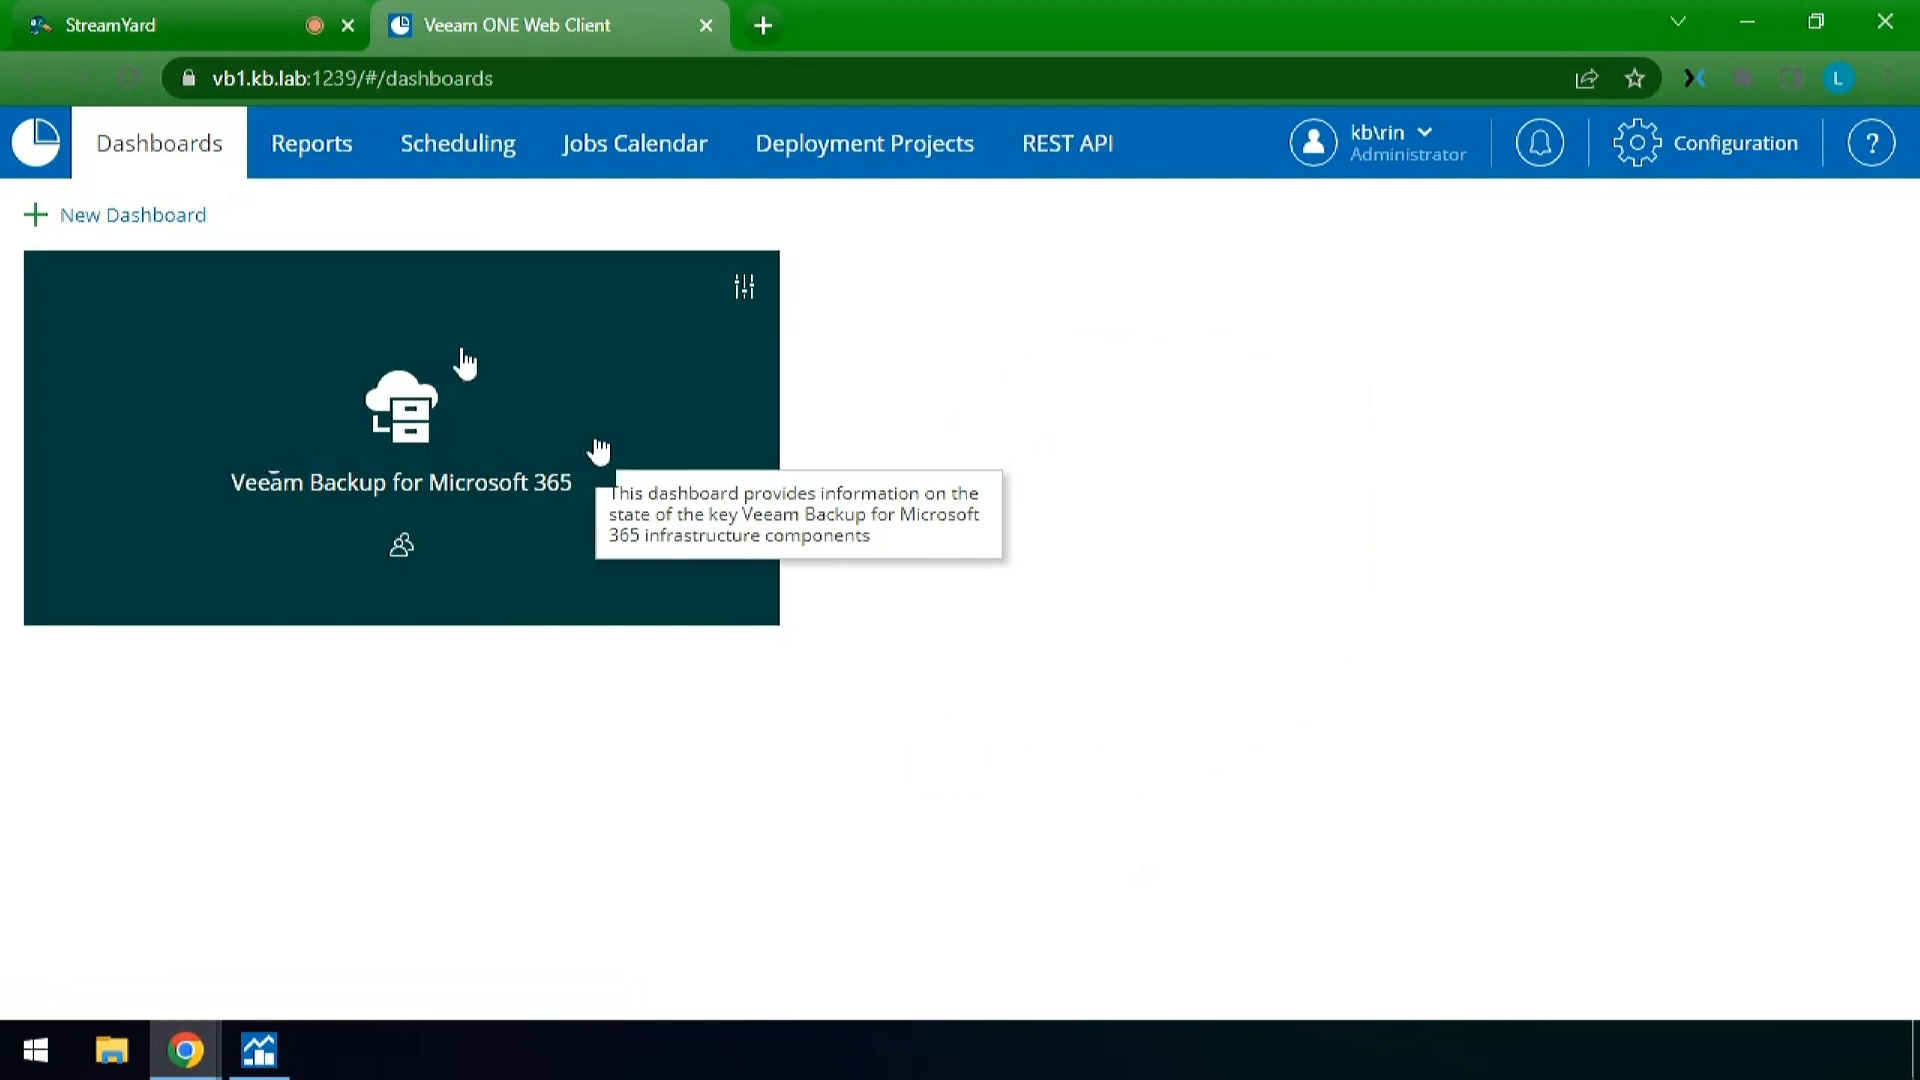 StreamYard
Veeam ONE Web Client
vb1.kb.lab:1239/#/dashboards
L
Dashboards
Reports
Scheduling
Jobs Calendar
Deployment Projects
REST API
kb\rin
Administrator
Configuration
?
New Dashboard
Veeam Backup for Microsoft 365
This dashboard provides information on the
state of the key Veeam Backup for Microsoft
365 infrastructure components